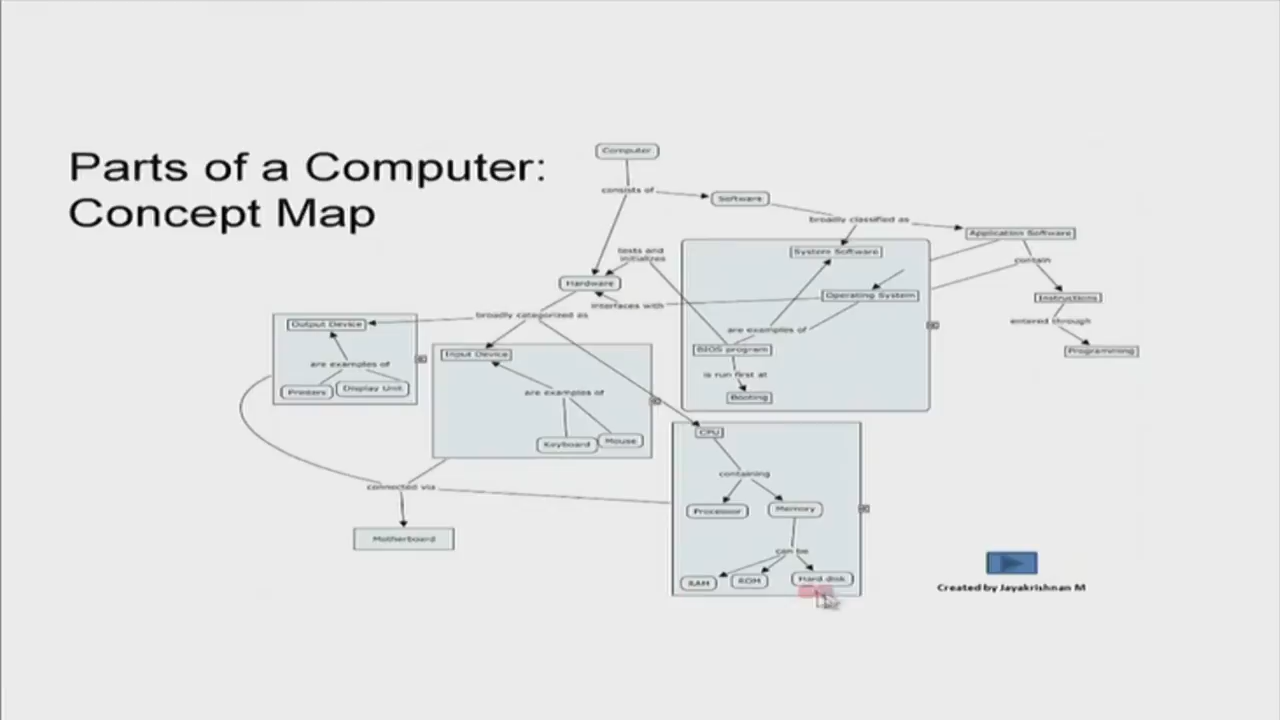 Parts of a Computer:
Concept Map
Computer
consists of
Software
broadly classified as
Application Software
contain
Instructions
entered through
Programming
System Software
Operating System
are examples of
BIOS program
is run first at
Booting
tests and
initializes
Hardware
interfaces with
broadly categorized as
Output Device
are examples of
Printers
Display Unit
Input Device
are examples of
Keyboard
Mouse
CPU
containing
Processor
Memory
can be
RAM
ROM
Hard disk
connected via
Motherboard
Created by Jayakrishnan M